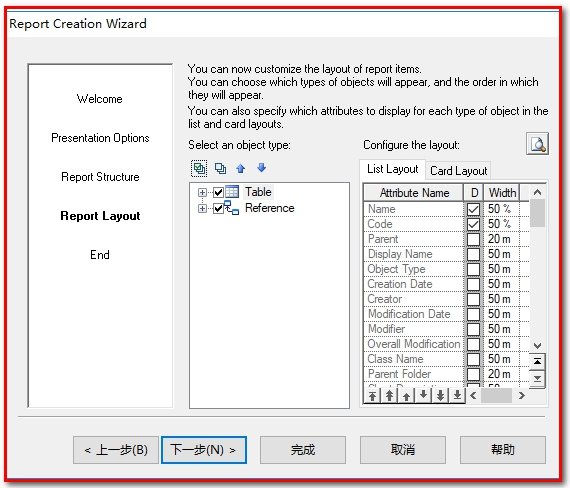 Report Creation Wizard
Welcome
Presentation Options
Report Structure
Report Layout
End
You can now customize the layout of report items.
You can choose which types of objects will appear, and the order in which
they will appear.
You can also specify which attributes to display for each type of object in the
list and card layouts.
Select an object type:
Table
Reference
Configure the layout:
List Layout Card Layout
Attribute Name D Width
Name 50 %
Code 50 %
Parent 20 m
Display Name 50 m
Object Type 50 m
Creation Date 50 m
Creator 50 m
Modification Date 50 m
Modifier 50 m
Overall Modification 50 m
Class Name 50 m
Parent Folder 20 m
< 上一步(B) 下一步(N) > 完成 取消 帮助